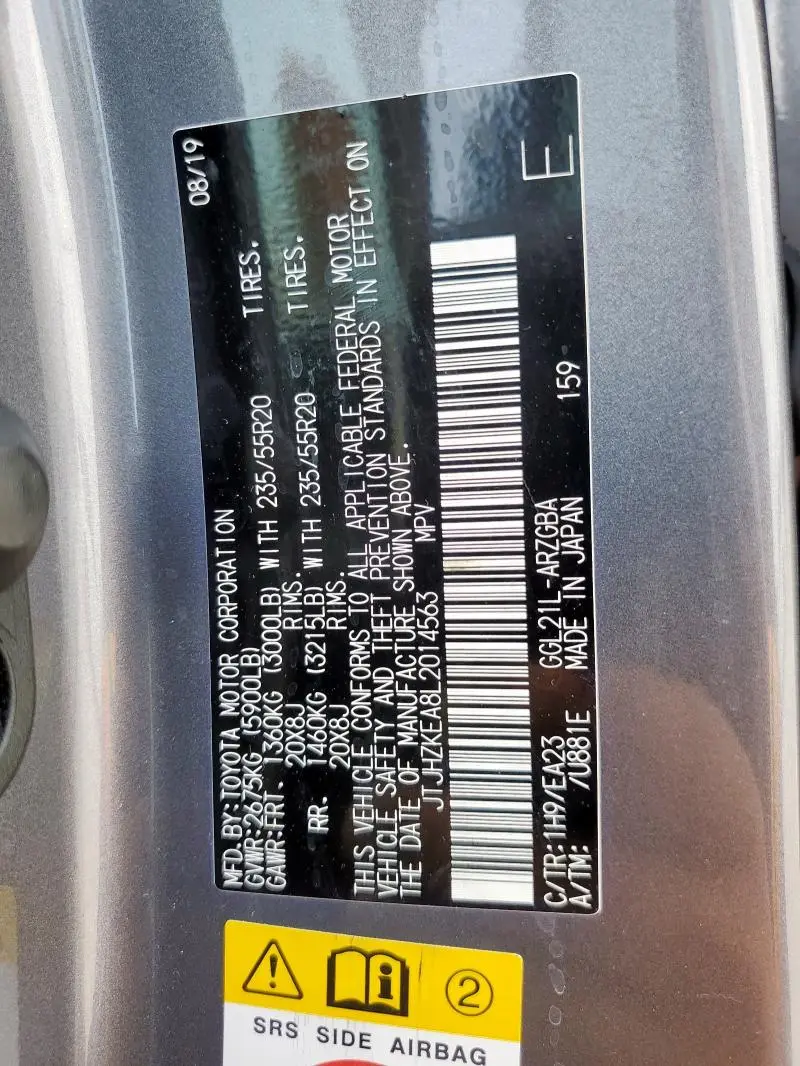 MFD.BY:TOYOTA MOTOR CORPORATION 08/19
GVWR:2675KG (5900LB)
GAWR:FRT. 1360KG (3000LB) WITH 235/55R20 TIRES.
20X8J RIMS.
RR. 1460KG (3215LB) WITH 235/55R20 TIRES.
20X8J RIMS.
THIS VEHICLE CONFORMS TO ALL APPLICABLE FEDERAL MOTOR
VEHICLE SAFETY AND THEFT PREVENTION STANDARDS IN EFFECT ON
THE DATE OF MANUFACTURE SHOWN ABOVE.
JTJHZKEA8L2014563 MPV
C/TR:1H9/EA23 GGL21L-ARZGBA 159
A/TM: /U881E MADE IN JAPAN
E
2
SRS SIDE AIRBAG